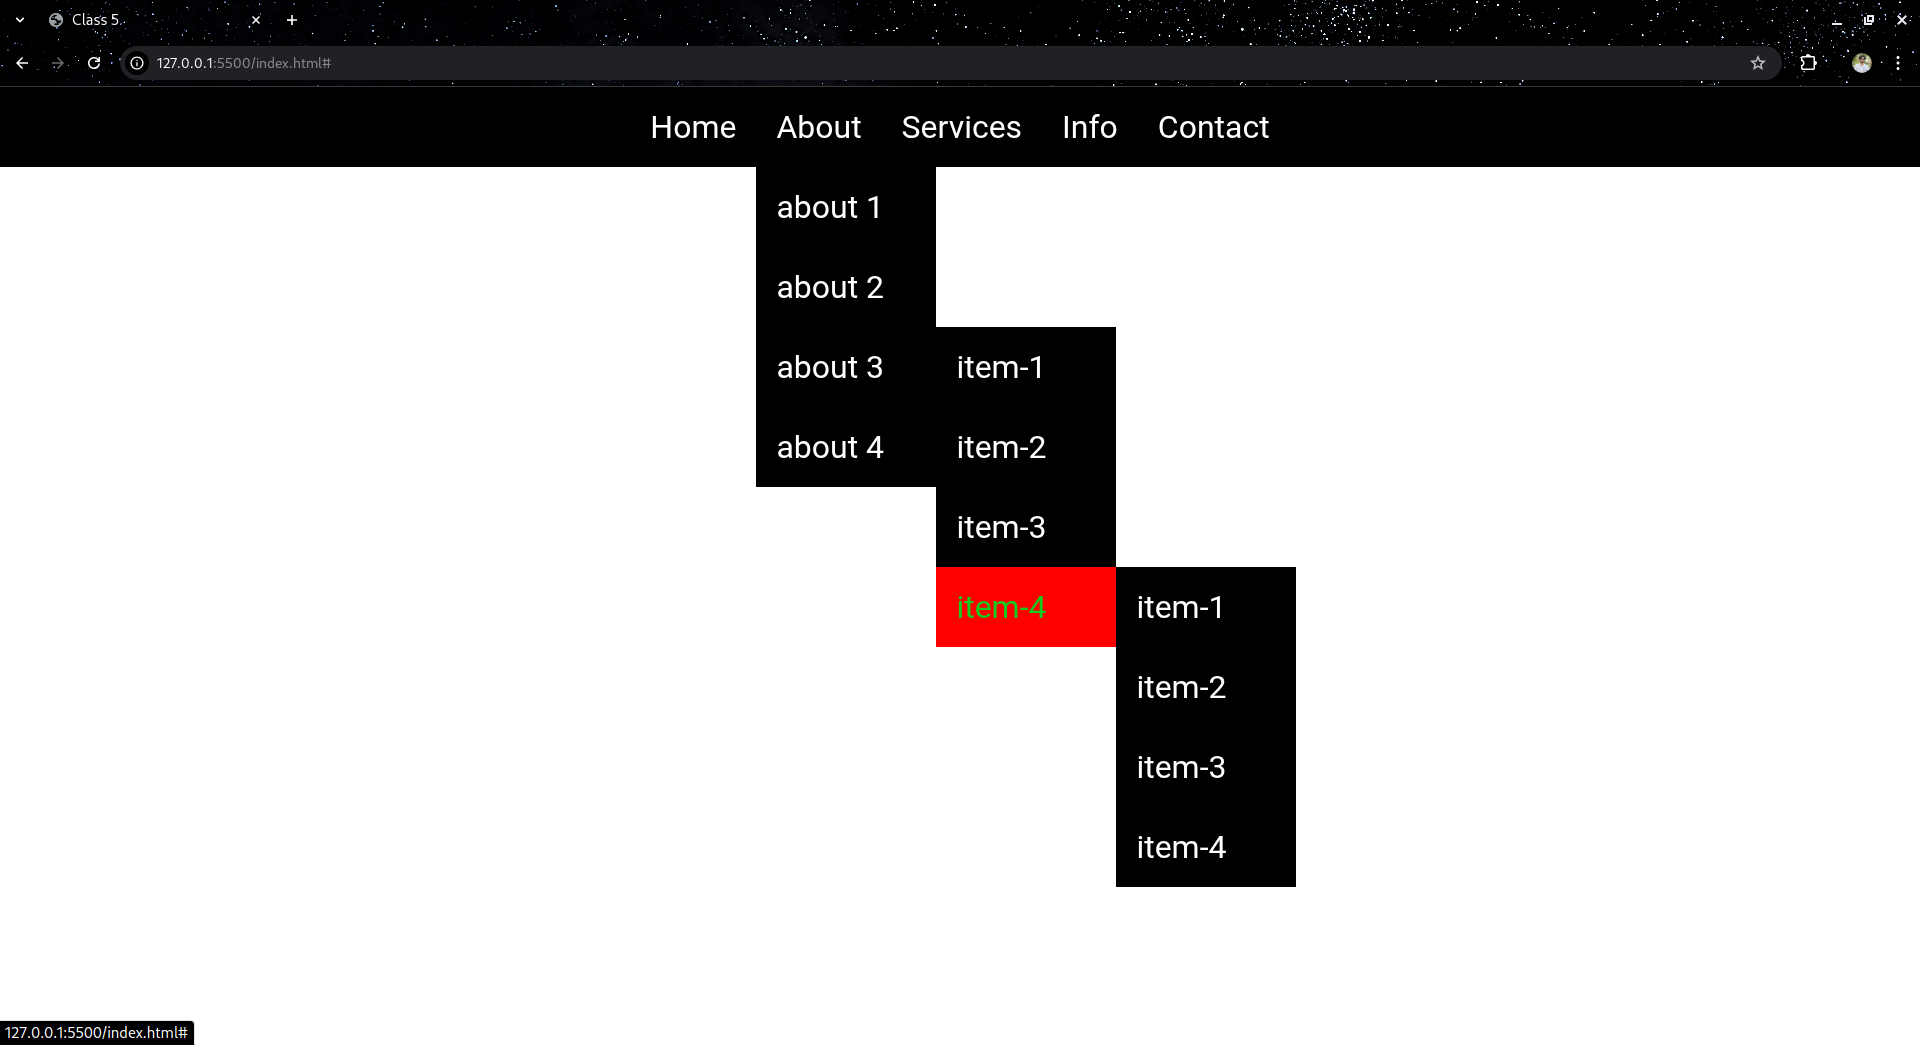 Class 5
127.0.0.1:5500/index.html#
Home About Services Info Contact
about 1
about 2
about 3 item-1
about 4 item-2
item-3
item-4 item-1
item-2
item-3
item-4
127.0.0.1:5500/index.html#